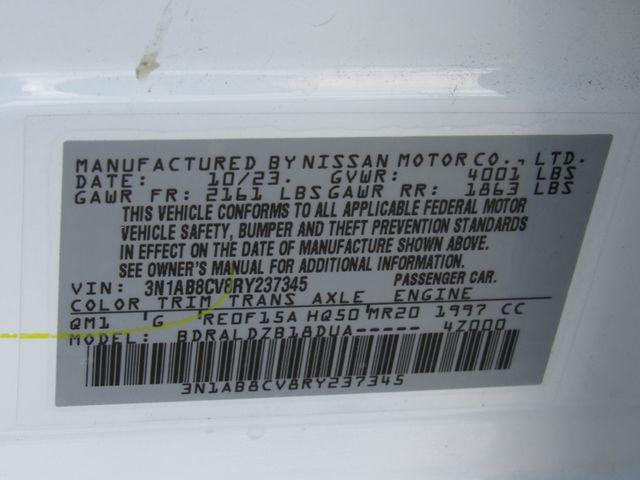 MANUFACTURED BY NISSAN MOTOR CO., LTD.
DATE: 10/23. GVWR: 4001 LBS
GAWR FR: 2161 LBS GAWR RR: 1863 LBS
THIS VEHICLE CONFORMS TO ALL APPLICABLE FEDERAL MOTOR
VEHICLE SAFETY, BUMPER AND THEFT PREVENTION STANDARDS
IN EFFECT ON THE DATE OF MANUFACTURE SHOWN ABOVE.
SEE OWNER'S MANUAL FOR ADDITIONAL INFORMATION.
VIN: 3N1AB8CV8RY237345 PASSENGER CAR.
COLOR TRIM TRANS AXLE ENGINE
QM1 'G 'RE0F15A HQ50'MR20 1997 CC
MODEL: BDRALDZB18DUA----- 4Z000
3N1AB8CV8RY237345